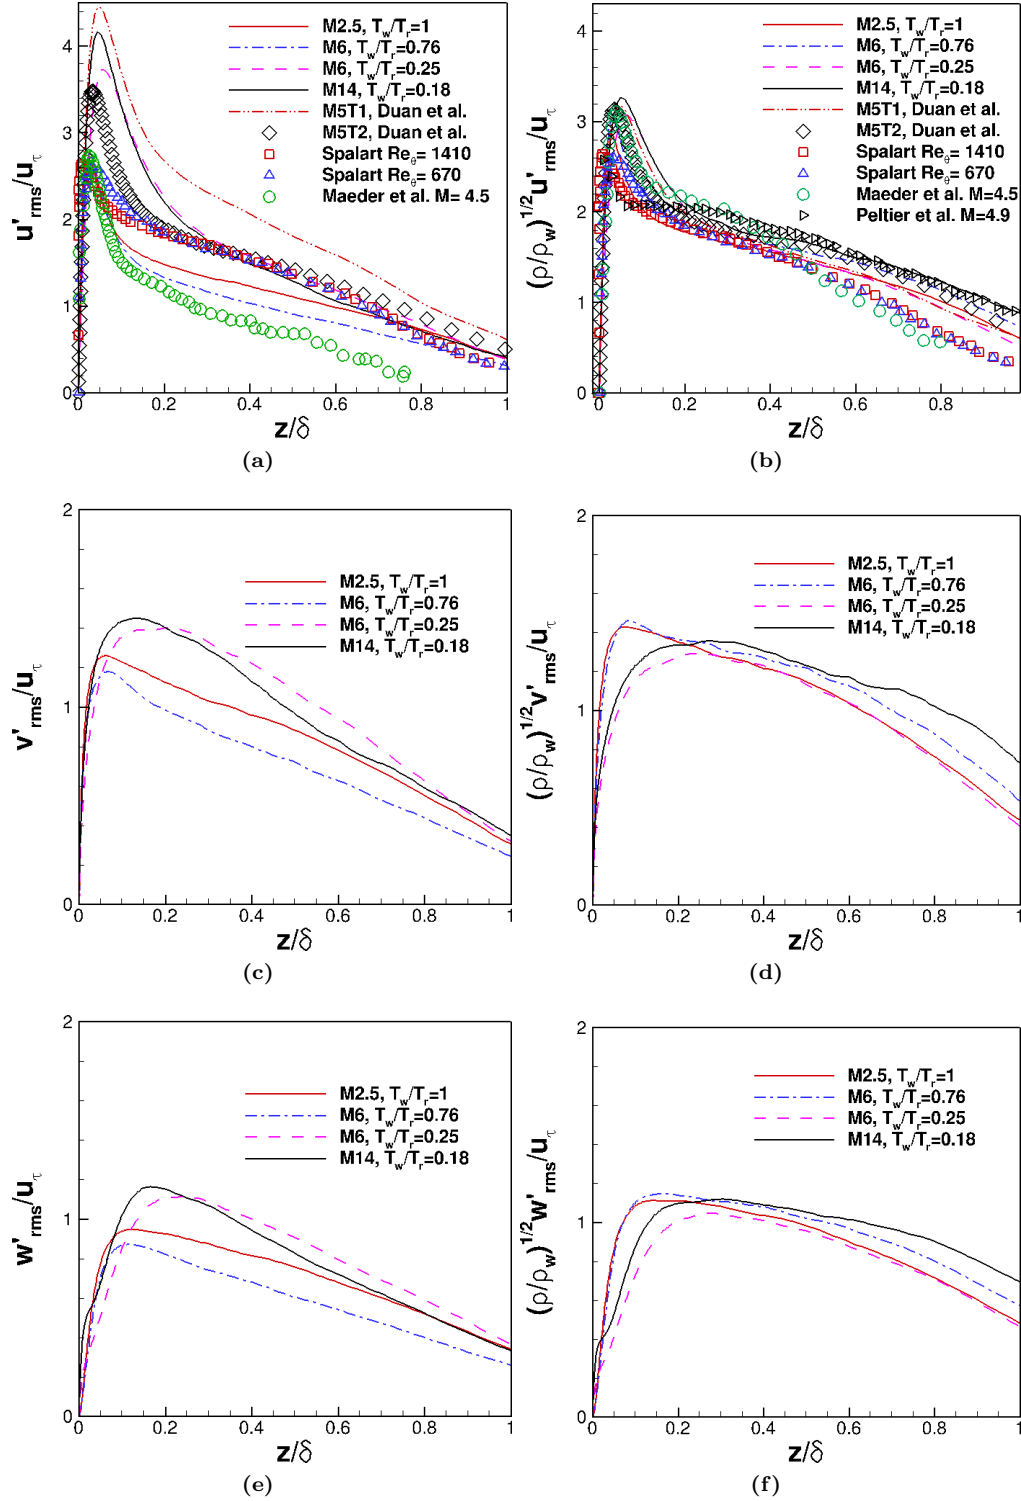 u'rms/uτ
4
3
2
1
0
0
0.2
0.4
0.6
0.8
1
z/δ
M2.5, Tw/Tr=1
M6, Tw/Tr=0.76
M6, Tw/Tr=0.25
M14, Tw/Tr=0.18
M5T1, Duan et al.
M5T2, Duan et al.
Spalart Reθ= 1410
Spalart Reθ= 670
Maeder et al. M= 4.5
(a)
(ρ/ρw)1/2u'rms/uτ
4
3
2
1
0
0
0.2
0.4
0.6
0.8
z/δ
M2.5, Tw/Tr=1
M6, Tw/Tr=0.76
M6, Tw/Tr=0.25
M14, Tw/Tr=0.18
M5T1, Duan et al.
M5T2, Duan et al.
Spalart Reθ= 1410
Spalart Reθ= 670
Maeder et al. M=4.5
Peltier et al. M=4.9
(b)
v'rms/uτ
2
1
0
0
0.2
0.4
0.6
0.8
1
z/δ
M2.5, Tw/Tr=1
M6, Tw/Tr=0.76
M6, Tw/Tr=0.25
M14, Tw/Tr=0.18
(c)
(ρ/ρw)1/2v'rms/uτ
2
1
0
0
0.2
0.4
0.6
0.8
1
z/δ
M2.5, Tw/Tr=1
M6, Tw/Tr=0.76
M6, Tw/Tr=0.25
M14, Tw/Tr=0.18
(d)
w'rms/uτ
2
1
0
0
0.2
0.4
0.6
0.8
1
z/δ
M2.5, Tw/Tr=1
M6, Tw/Tr=0.76
M6, Tw/Tr=0.25
M14, Tw/Tr=0.18
(e)
(ρ/ρw)1/2w'rms/uτ
2
1
0
0
0.2
0.4
0.6
0.8
1
z/δ
M2.5, Tw/Tr=1
M6, Tw/Tr=0.76
M6, Tw/Tr=0.25
M14, Tw/Tr=0.18
(f)